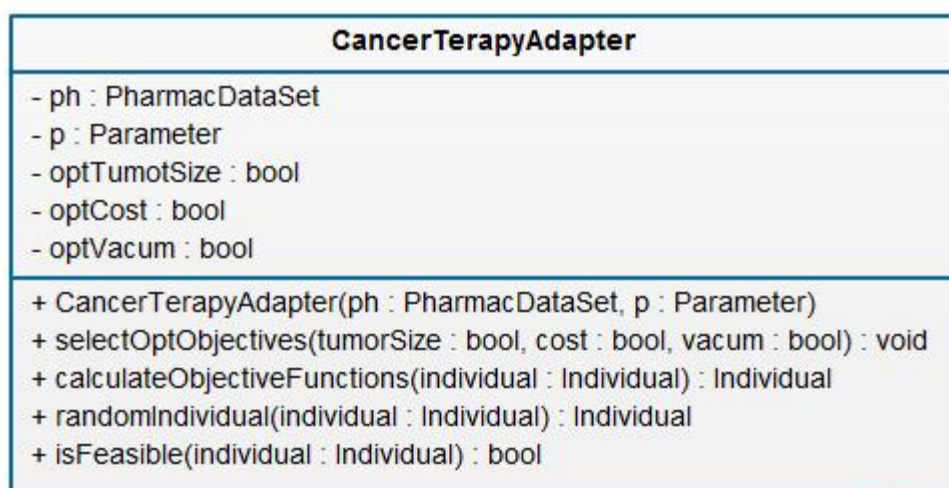 CancerTerapyAdapter
- ph : PharmacDataSet
- p : Parameter
- optTumotSize : bool
- optCost : bool
- optVacum : bool
+ CancerTerapyAdapter(ph : PharmacDataSet, p : Parameter)
+ selectOptObjectives(tumorSize : bool, cost : bool, vacum : bool) : void
+ calculateObjectiveFunctions(individual : Individual) : Individual
+ randomIndividual(individual : Individual) : Individual
+ isFeasible(individual : Individual) : bool